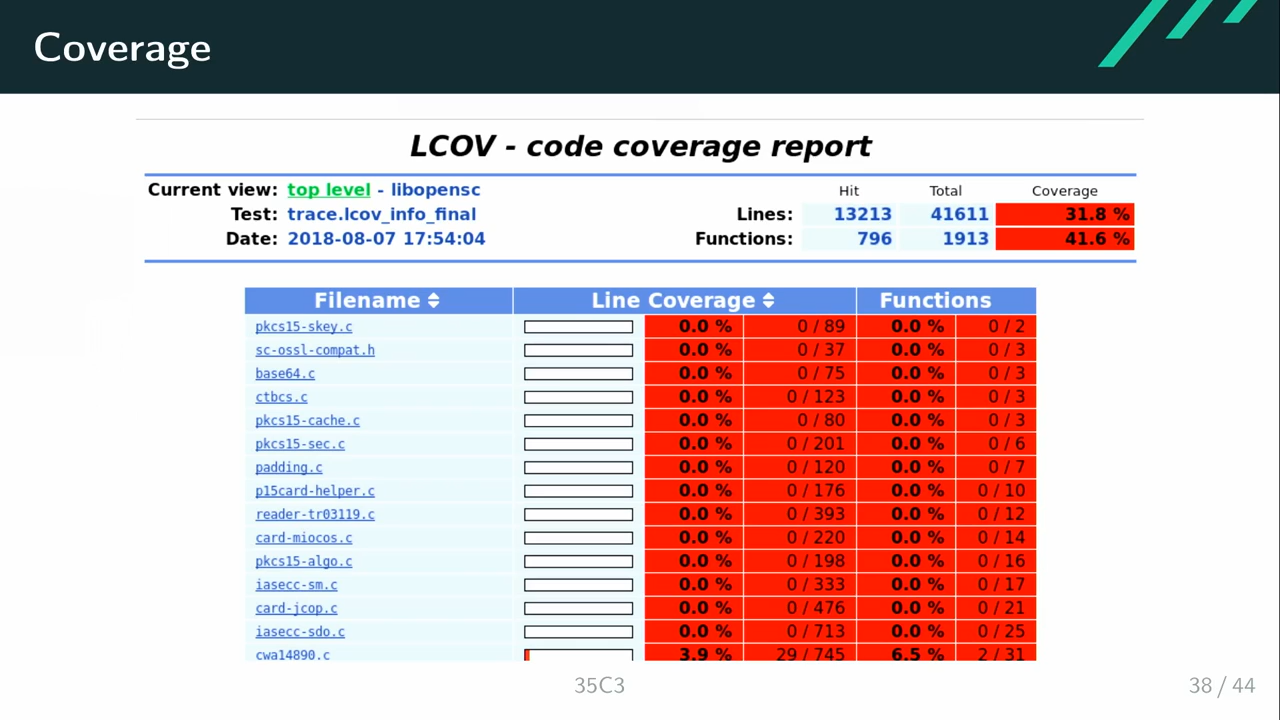 Coverage
LCOV - code coverage report
Current view: top level - libopensc Hit Total Coverage
Test: trace.lcov_info_final Lines: 13213 41611 31.8 %
Date: 2018-08-07 17:54:04 Functions: 796 1913 41.6 %
Filename Line Coverage Functions
pkcs15-skey.c 0.0 % 0 / 89 0.0 % 0 / 2
sc-ossl-compat.h 0.0 % 0 / 37 0.0 % 0 / 3
base64.c 0.0 % 0 / 75 0.0 % 0 / 3
ctbcs.c 0.0 % 0 / 123 0.0 % 0 / 3
pkcs15-cache.c 0.0 % 0 / 80 0.0 % 0 / 3
pkcs15-sec.c 0.0 % 0 / 201 0.0 % 0 / 6
padding.c 0.0 % 0 / 120 0.0 % 0 / 7
p15card-helper.c 0.0 % 0 / 176 0.0 % 0 / 10
reader-tr03119.c 0.0 % 0 / 393 0.0 % 0 / 12
card-miocos.c 0.0 % 0 / 220 0.0 % 0 / 14
pkcs15-algo.c 0.0 % 0 / 198 0.0 % 0 / 16
iasecc-sm.c 0.0 % 0 / 333 0.0 % 0 / 17
card-jcop.c 0.0 % 0 / 476 0.0 % 0 / 21
iasecc-sdo.c 0.0 % 0 / 713 0.0 % 0 / 25
cwa14890.c 3.9 % 29 / 745 6.5 % 2 / 31
35C3 38 / 44